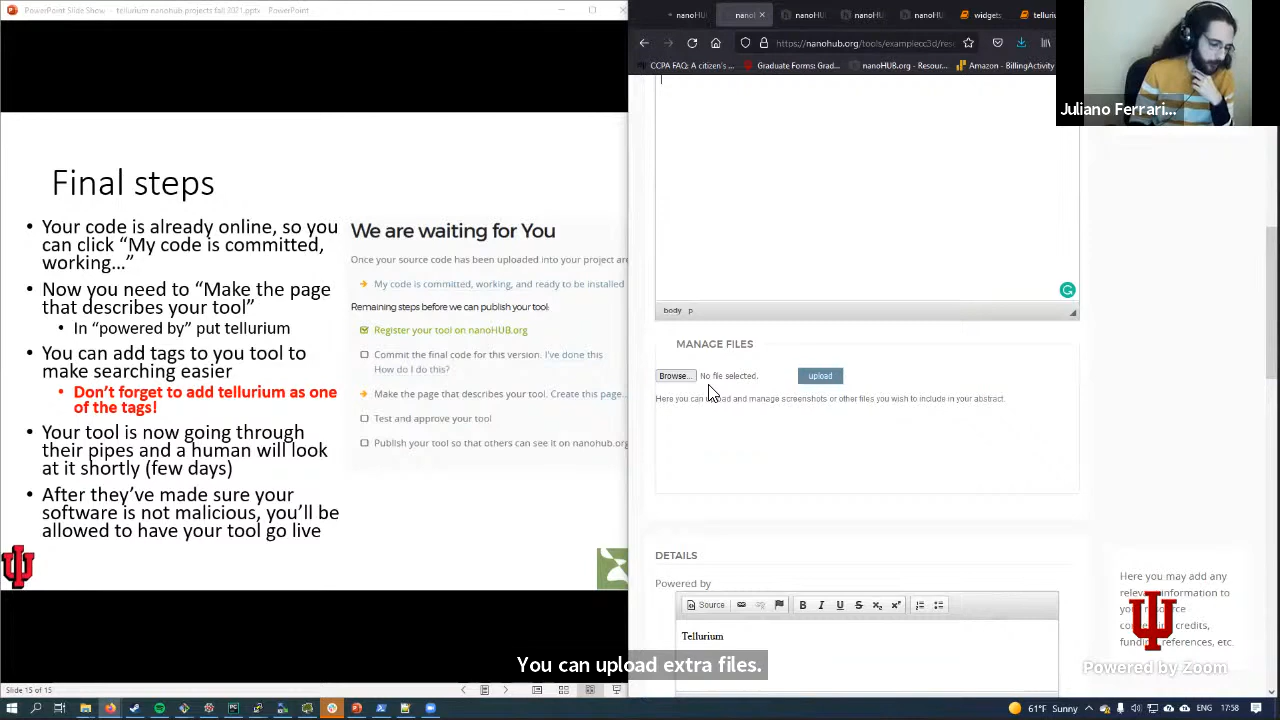 PowerPoint Slide Show - tellurium nanohub projects fall 2021.pptx - PowerPoint
Final steps
• Your code is already online, so you
can click “My code is committed,
working...”
• Now you need to “Make the page
that describes your tool”
• In “powered by” put tellurium
• You can add tags to you tool to
make searching easier
• Don’t forget to add tellurium as one
of the tags!
• Your tool is now going through
their pipes and a human will look
at it shortly (few days)
• After they’ve made sure your
software is not malicious, you’ll be
allowed to have your tool go live
We are waiting for You
Once your source code has been uploaded into your project are
My code is committed, working, and ready to be installed
Remaining steps before we can publish your tool:
Register your tool on nanoHUB.org
Commit the final code for this version. I've done this
How do I do this?
Make the page that describes your tool. Create this page...
Test and approve your tool
Publish your tool so that others can see it on nanohub.org
Slide 15 of 15
nanoHU
nanol
nanoHU
nanoHU
nanoHU
widgets
telluriu
https://nanohub.org/tools/examplecc3d/res
CCPA FAQ: A citizen's ...
Graduate Forms: Grad...
nanoHUB.org - Resour...
Amazon - BillingActivity
Juliano Ferrari...
body p
MANAGE FILES
Browse... No file selected. upload
Here you can upload and manage screenshots or other files you wish to include in your abstract.
DETAILS
Powered by
Source B I U S x₂ x²
Tellurium
Here you may add any
information to
credits,
references, etc.
You can upload extra files.
Powered by Zoom
61°F Sunny
17:58